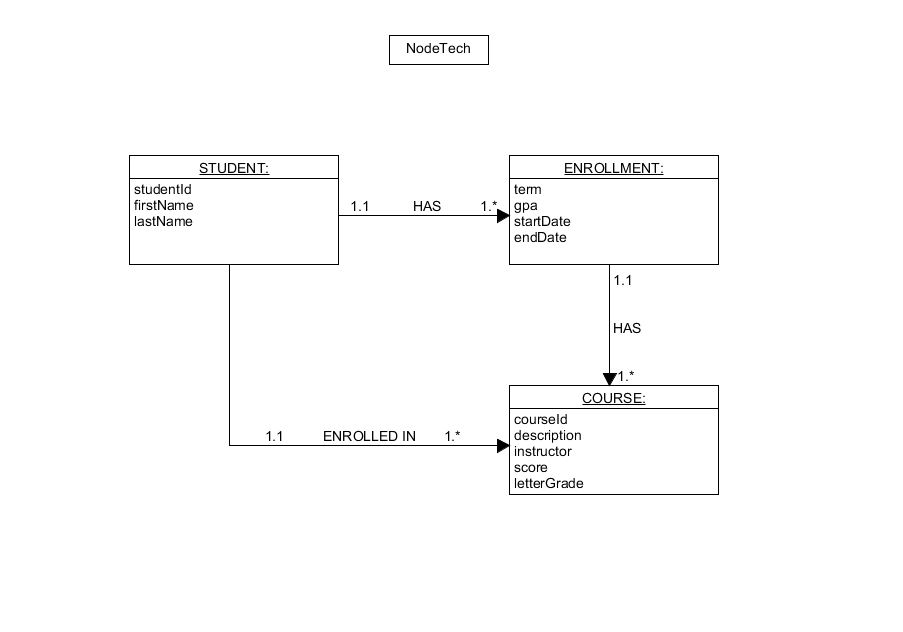 NodeTech
STUDENT:
studentId
firstName
lastName
1.1 HAS 1.*
ENROLLMENT:
term
gpa
startDate
endDate
1.1
HAS
1.*
1.1 ENROLLED IN 1.*
COURSE:
courseId
description
instructor
score
letterGrade